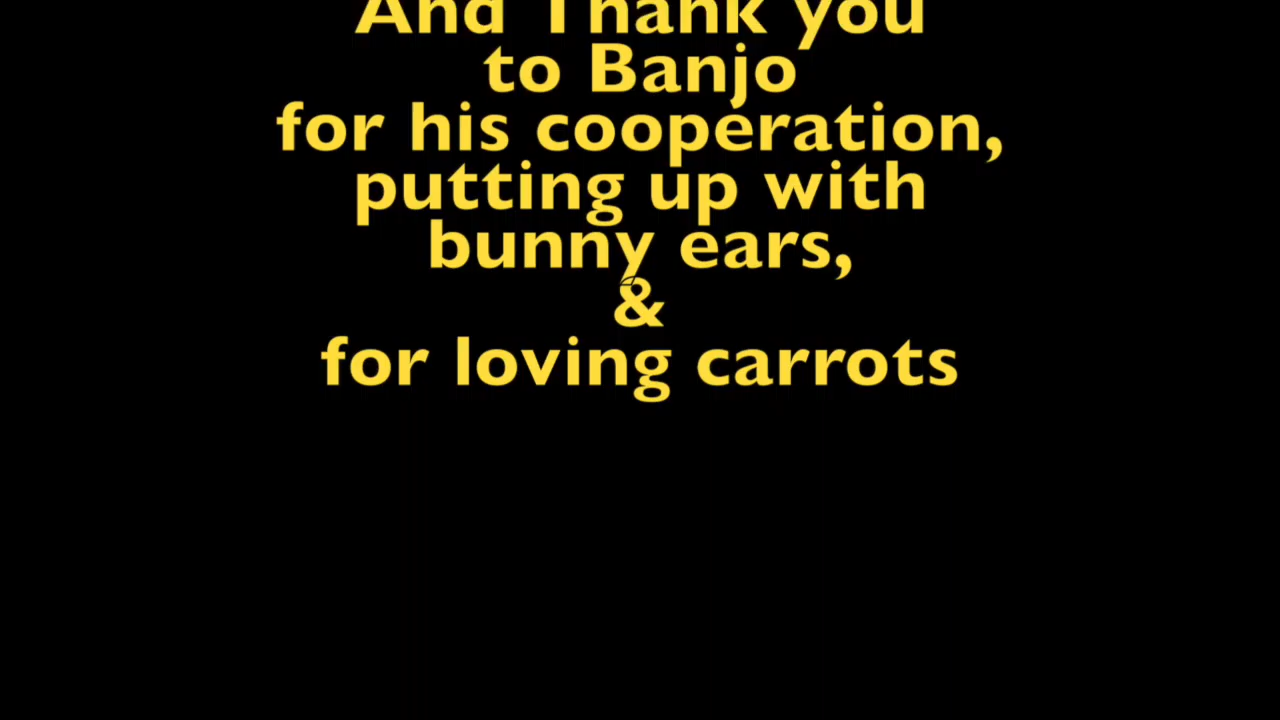 And Thank you
to Banjo
for his cooperation,
putting up with
bunny ears,
&
for loving carrots